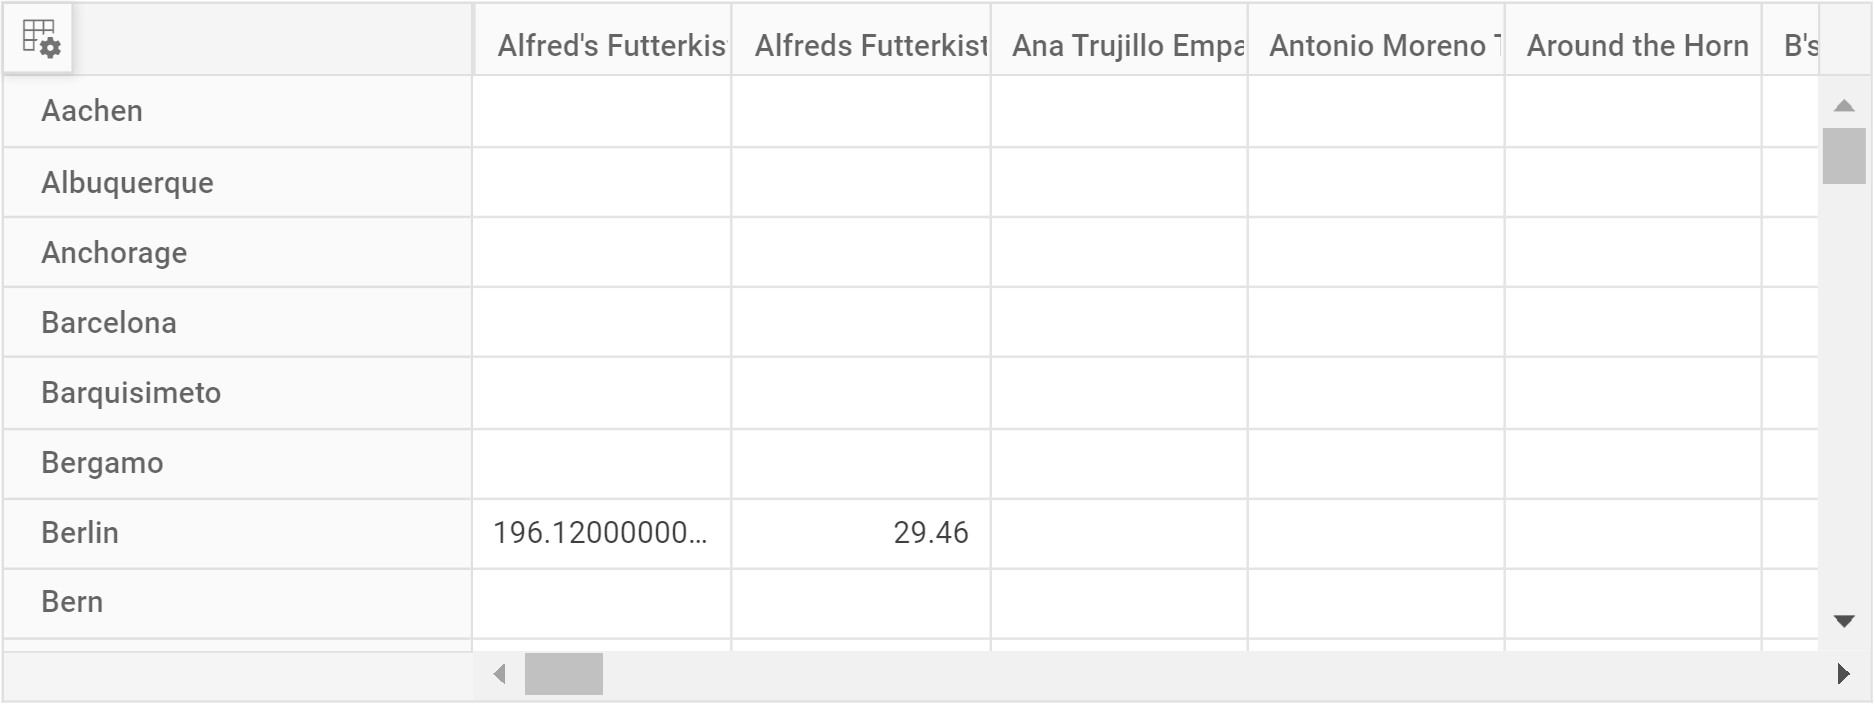 Alfred's Futterkis Alfreds Futterkist Ana Trujillo Empa Antonio Moreno Around the Horn B's
Aachen
Albuquerque
Anchorage
Barcelona
Barquisimeto
Bergamo
Berlin 196.12000000... 29.46
Bern